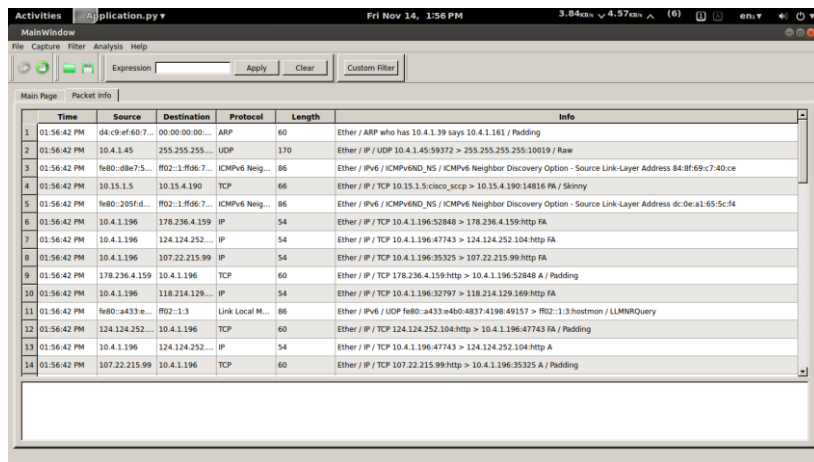 Activities Application.py ▾ Fri Nov 14, 1:56 PM 3.84KB/s 4.57KB/s (6) 1 A en1 ▾
MainWindow
File Capture Filter Analysis Help
Expression Apply Clear Custom Filter
Main Page Packet Info
Time Source Destination Protocol Length Info
1 01:56:42 PM d4:c9:ef:60:7... 00:00:00:00:... ARP 60 Ether / ARP who has 10.4.1.39 says 10.4.1.161 / Padding
2 01:56:42 PM 10.4.1.45 255.255.255.... UDP 170 Ether / IP / UDP 10.4.1.45:59372 > 255.255.255.255:10019 / Raw
3 01:56:42 PM fe80::d8e7:5... ff02::1:ffd6:7... ICMPv6 Neig... 86 Ether / IPv6 / ICMPv6ND_NS / ICMPv6 Neighbor Discovery Option - Source Link-Layer Address 84:8f:69:c7:40:ce
4 01:56:42 PM 10.15.1.5 10.15.4.190 TCP 66 Ether / IP / TCP 10.15.1.5:cisco_sccp > 10.15.4.190:14816 PA / Skinny
5 01:56:42 PM fe80::205f:d... ff02::1:ffd6:7... ICMPv6 Neig... 86 Ether / IPv6 / ICMPv6ND_NS / ICMPv6 Neighbor Discovery Option - Source Link-Layer Address dc:0e:a1:65:5c:f4
6 01:56:42 PM 10.4.1.196 178.236.4.159 IP 54 Ether / IP / TCP 10.4.1.196:52848 > 178.236.4.159:http FA
7 01:56:42 PM 10.4.1.196 124.124.252.... IP 54 Ether / IP / TCP 10.4.1.196:47743 > 124.124.252.104:http FA
8 01:56:42 PM 10.4.1.196 107.22.215.99 IP 54 Ether / IP / TCP 10.4.1.196:35325 > 107.22.215.99:http FA
9 01:56:42 PM 178.236.4.159 10.4.1.196 TCP 60 Ether / IP / TCP 178.236.4.159:http > 10.4.1.196:52848 A / Padding
10 01:56:42 PM 10.4.1.196 118.214.129.... IP 54 Ether / IP / TCP 10.4.1.196:32797 > 118.214.129.169:http FA
11 01:56:42 PM fe80::a433:e... ff02::1:3 Link Local M... 86 Ether / IPv6 / UDP fe80::a433:e4b0:4837:4198:49157 > ff02::1:3:hostmon / LLMNRQuery
12 01:56:42 PM 124.124.252.... 10.4.1.196 TCP 60 Ether / IP / TCP 124.124.252.104:http > 10.4.1.196:47743 FA / Padding
13 01:56:42 PM 10.4.1.196 124.124.252.... IP 54 Ether / IP / TCP 10.4.1.196:47743 > 124.124.252.104:http A
14 01:56:42 PM 107.22.215.99 10.4.1.196 TCP 60 Ether / IP / TCP 107.22.215.99:http > 10.4.1.196:35325 A / Padding